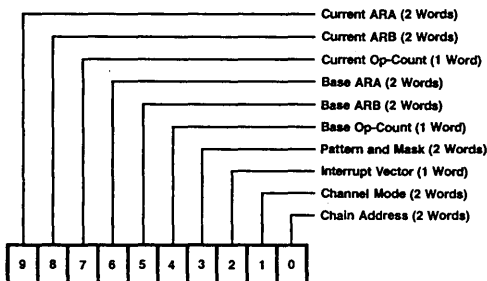 Current ARA (2 Words)
Current ARB (2 Words)
Current Op-Count (1 Word)
Base ARA (2 Words)
Base ARB (2 Words)
Base Op-Count (1 Word)
Pattern and Mask (2 Words)
Interrupt Vector (1 Word)
Channel Mode (2 Words)
Chain Address (2 Words)
9 8 7 6 5 4 3 2 1 0